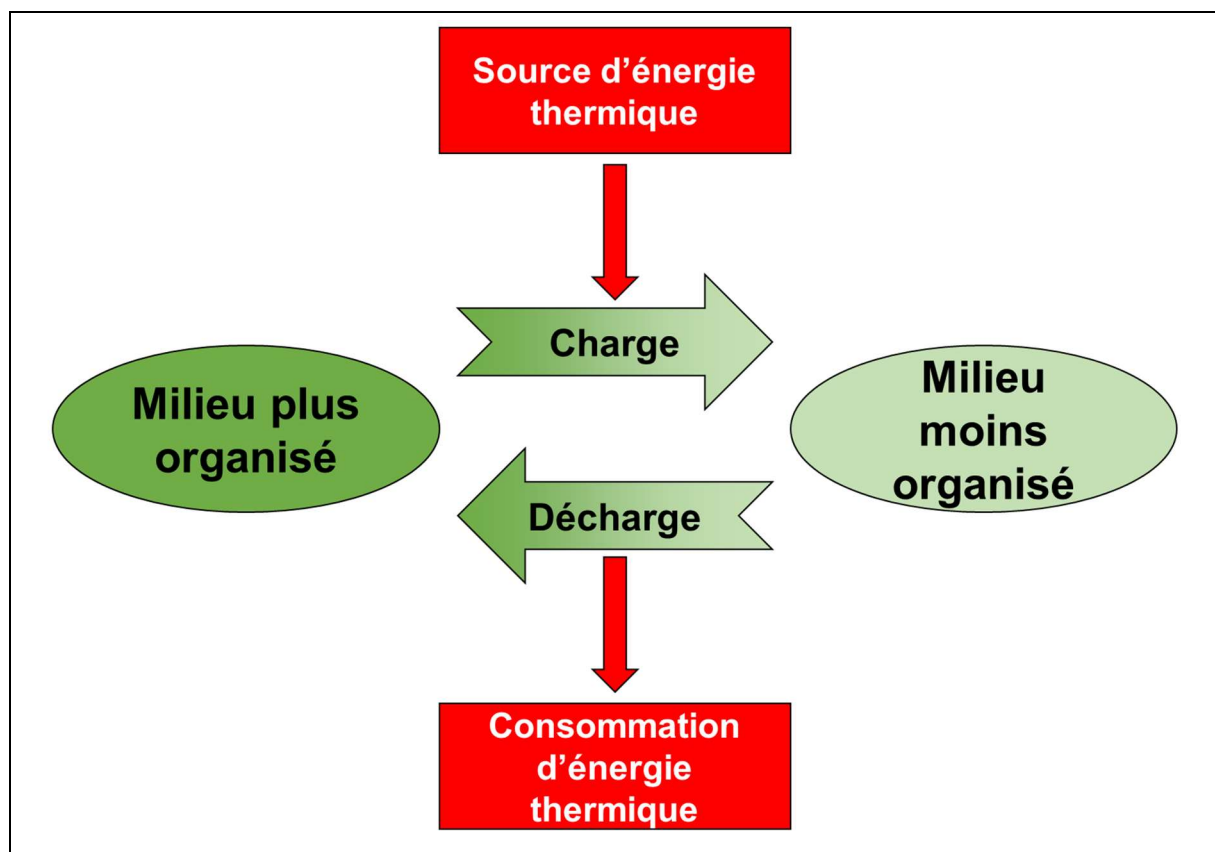 Source d’énergie
thermique
Charge
Milieu plus
organisé
Milieu
moins
organisé
Décharge
Consommation
d’énergie
thermique